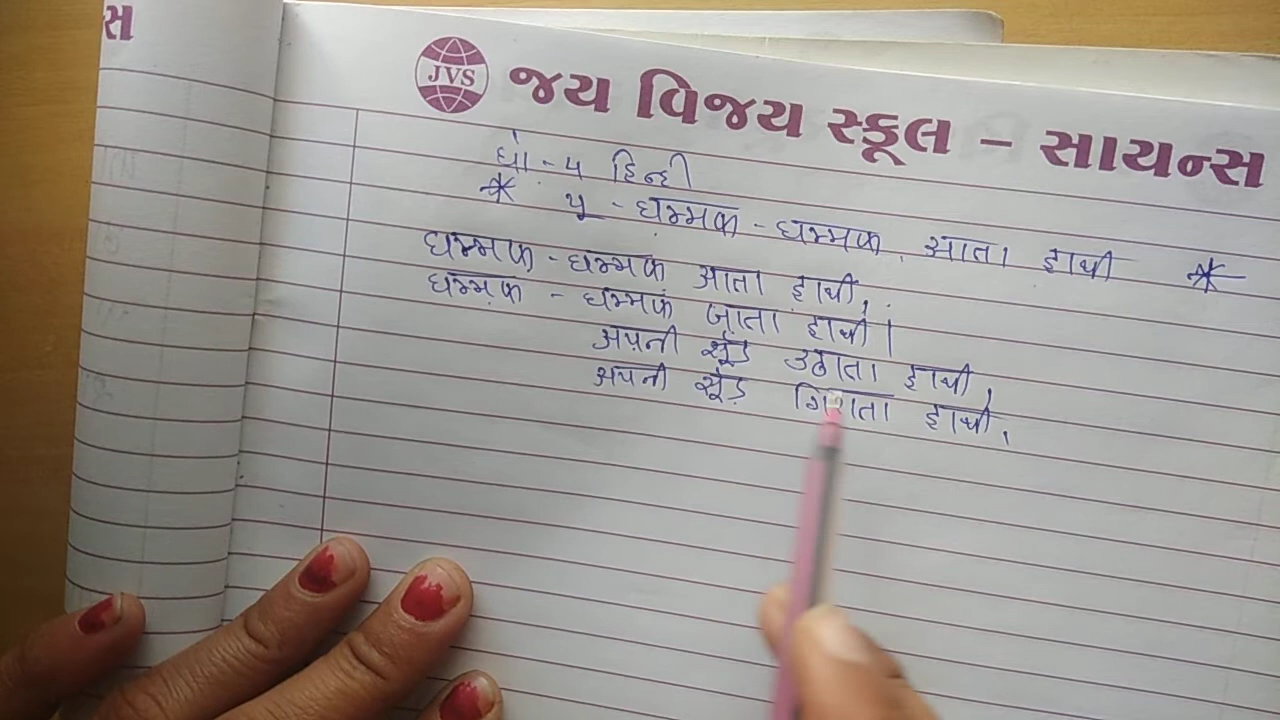 સ
JVS જય વિજય સ્કૂલ - સાયન્સ
धो - ५ हिन्दी
* ५ - धम्मक - धम्मक आता हाथी *
धम्मक - धम्मक आता हाथी,
धम्मक - धम्मक जाता हाथी।
अपनी सूँड उठाता हाथी,
अपनी सूँड़ गिराता हाथी,